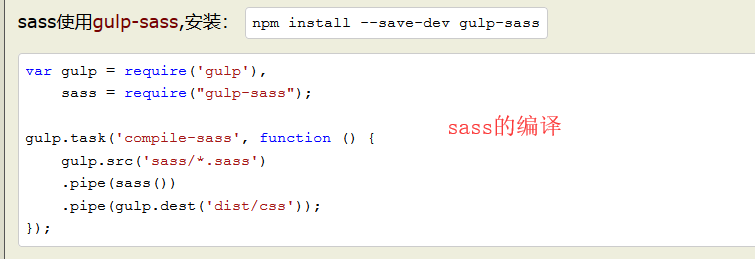 sass使用gulp-sass,安装： npm install --save-dev gulp-sass
var gulp = require('gulp'),
    sass = require("gulp-sass");
gulp.task('compile-sass', function () {
    gulp.src('sass/*.sass')
    .pipe(sass())
    .pipe(gulp.dest('dist/css'));
});
sass的编译